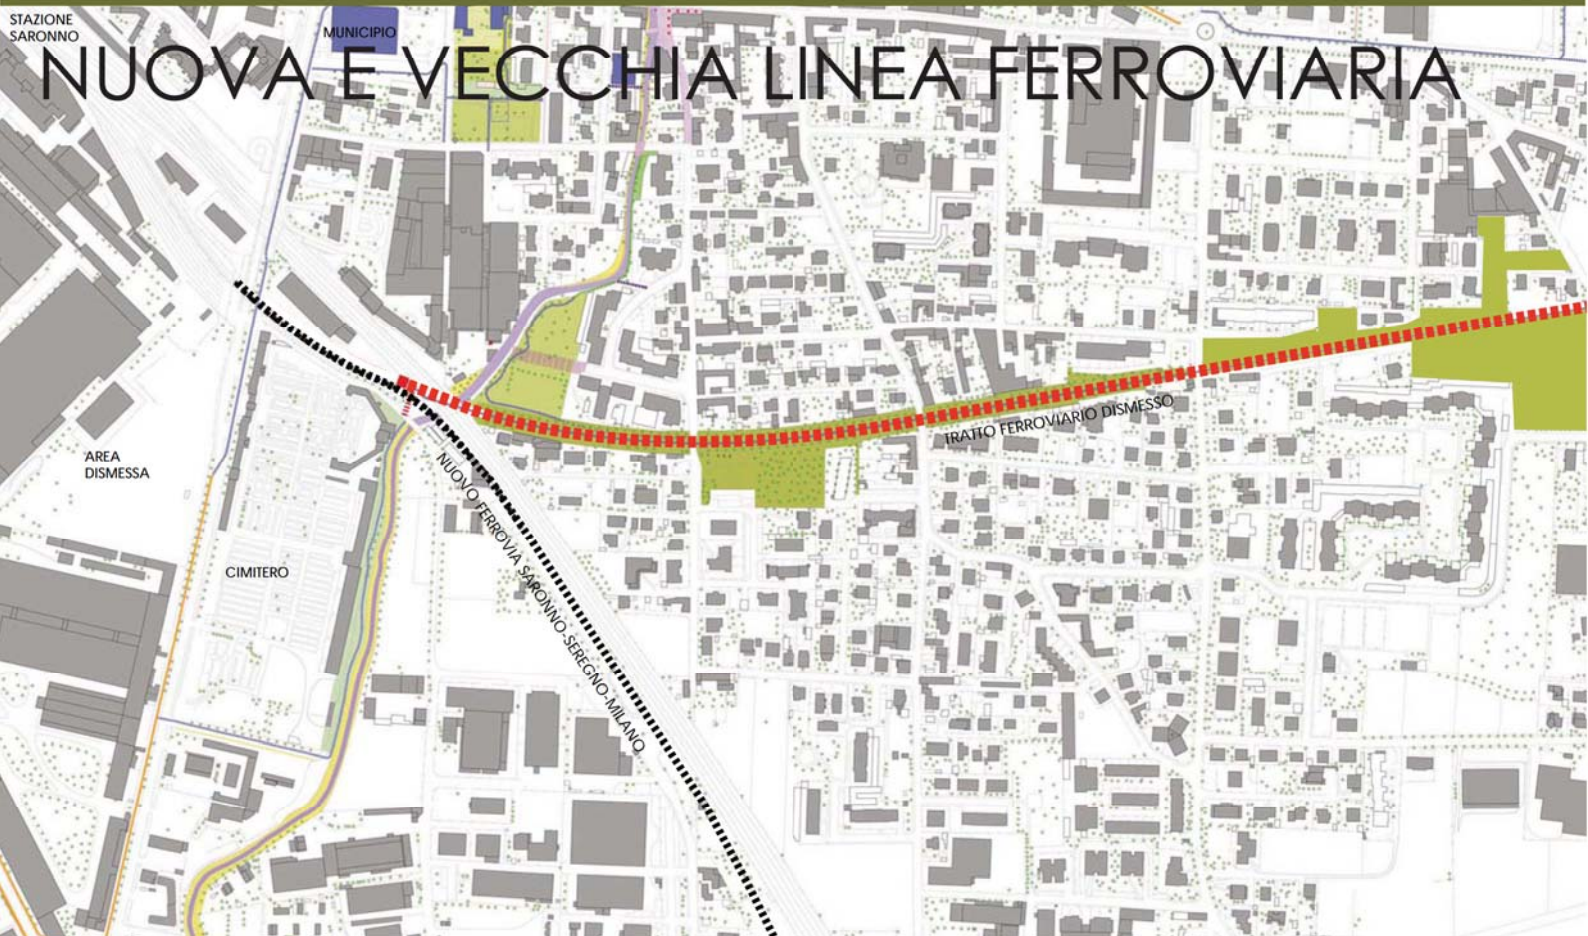 STAZIONE
SARONNO
MUNICIPIO
NUOVA E VECCHIA LINEA FERROVIARIA
TRATTO FERROVIARIO DISMESSO
AREA
DISMESSA
NUOVO FERROVIA SARONNO-SEREGNO-MILANO
CIMITERO